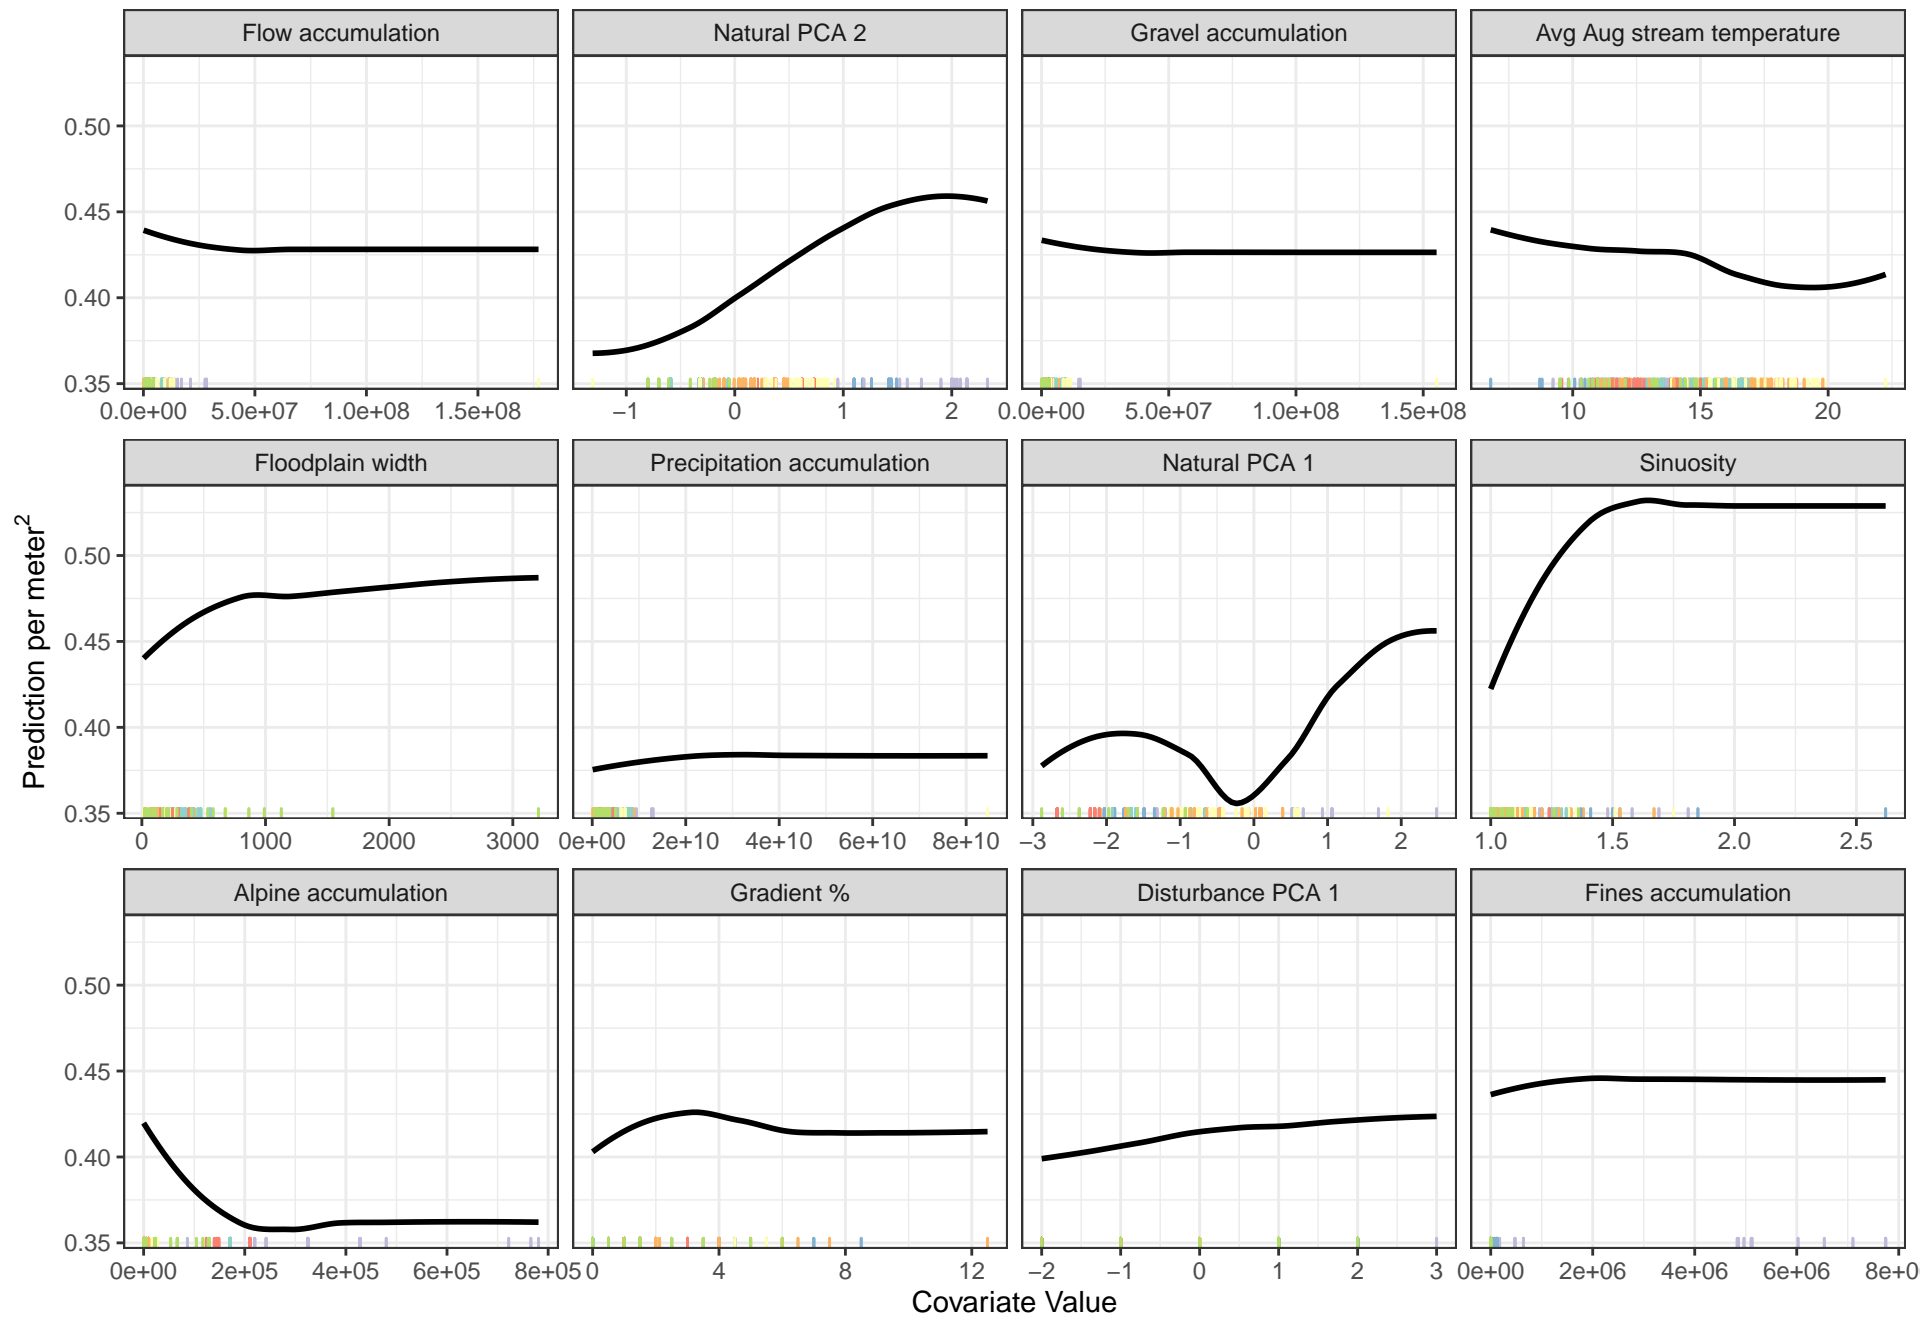 Flow accumulation
Natural PCA 2
Gravel accumulation
Avg Aug stream temperature
0.50
0.45
0.40
0.35
0.0e+00 5.0e+07 1.0e+08 1.5e+08
−1 0 1 2
0.0e+00 5.0e+07 1.0e+08 1.5e+08
10 15 20
Floodplain width
Precipitation accumulation
Natural PCA 1
Sinuosity
0.50
0.45
0.40
0.35
0 1000 2000 3000
0e+00 2e+10 4e+10 6e+10 8e+10
−3 −2 −1 0 1 2
1.0 1.5 2.0 2.5
Alpine accumulation
Gradient %
Disturbance PCA 1
Fines accumulation
0.50
0.45
0.40
0.35
0e+00 2e+05 4e+05 6e+05 8e+05
0 4 8 12
−2 −1 0 1 2 3
0e+00 2e+06 4e+06 6e+06 8e+0
Prediction per meter²
Covariate Value